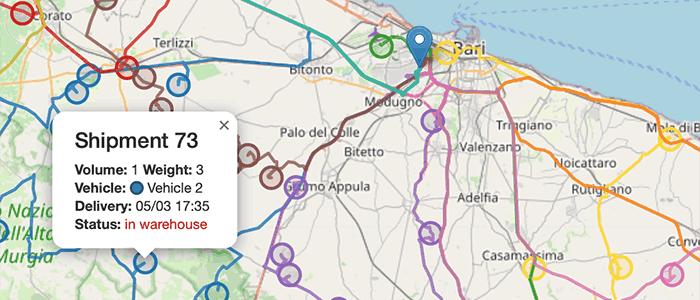 Corato
Terlizzi
Bitonto
Bari
Modugno
Palo del Colle
Bitetto
Triggiano
Valenzano
Noicattaro
Mola di B
Rutigliano
Grumo Appula
Adelfia
Casamassima
Conve
Nazio
ell'Alta
Murgia
Shipment 73
×
Volume: 1 Weight: 3
Vehicle: Vehicle 2
Delivery: 05/03 17:35
Status: in warehouse